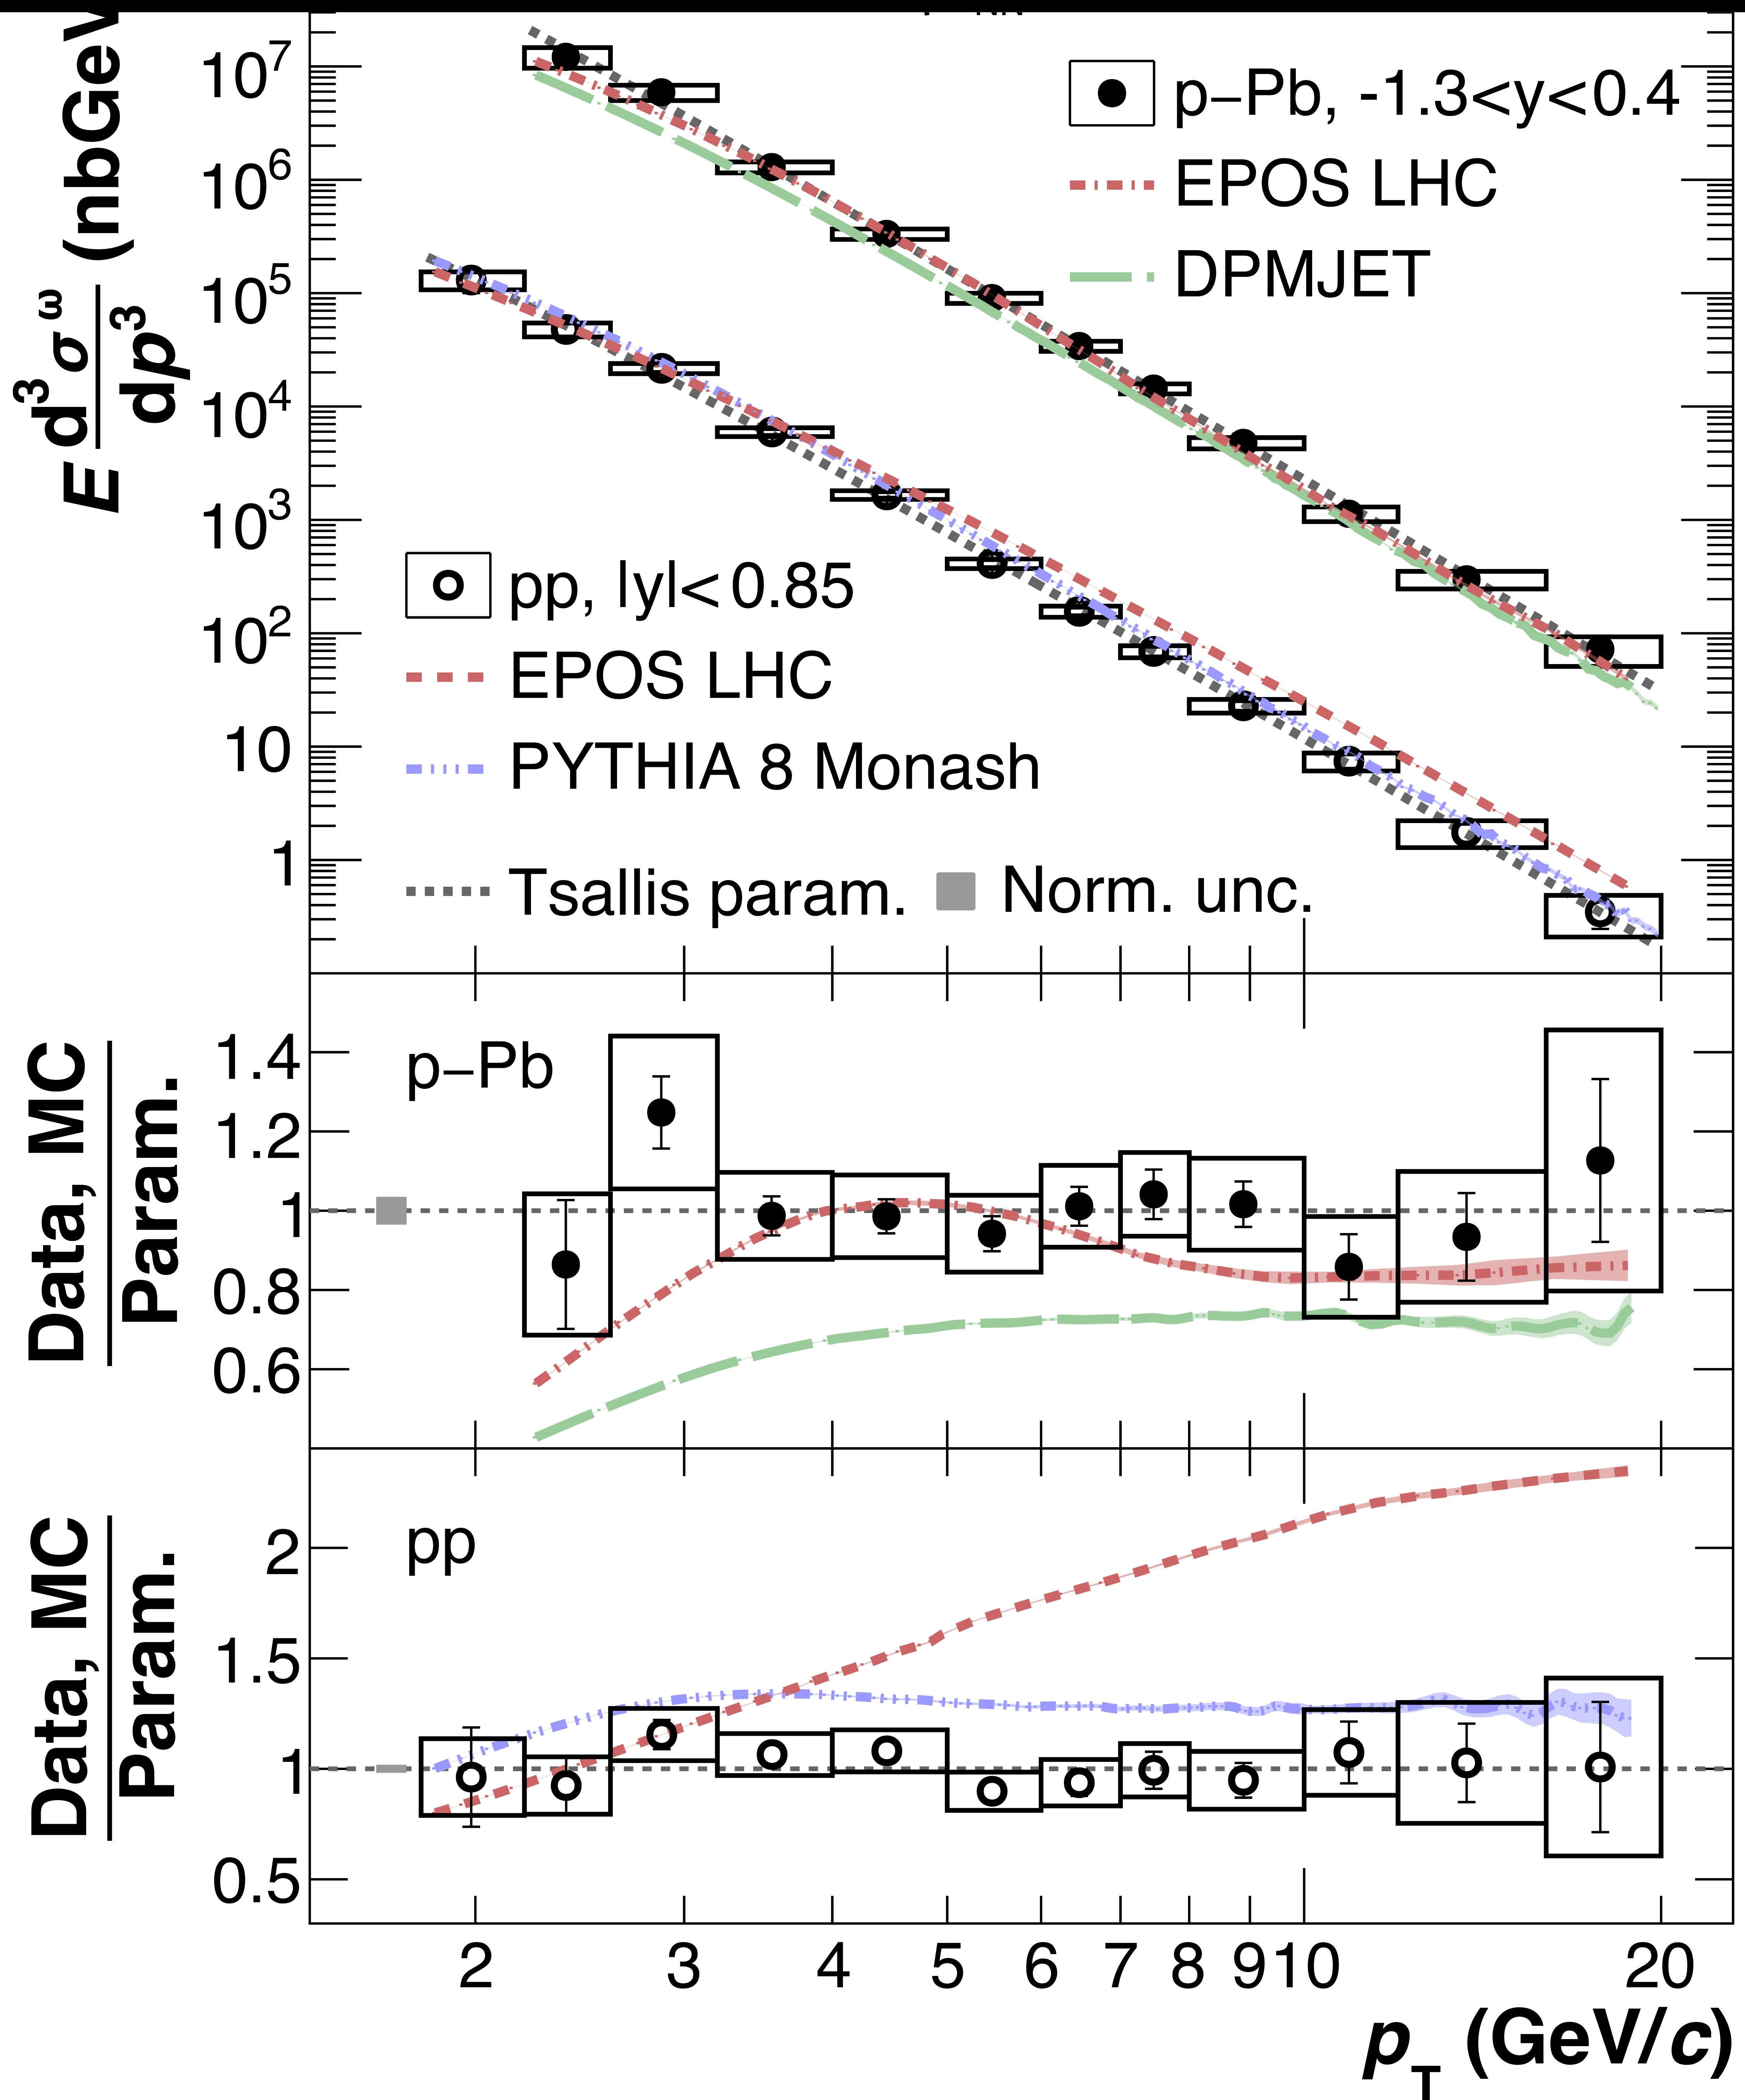 E d³σ^ω / dp³ (nbGeV
10⁷
10⁶
10⁵
10⁴
10³
10²
10
1
p–Pb, -1.3<y<0.4
EPOS LHC
DPMJET
pp, |y|<0.85
EPOS LHC
PYTHIA 8 Monash
Tsallis param.
Norm. unc.
Data, MC
Param.
p–Pb
1.4
1.2
1
0.8
0.6
Data, MC
Param.
pp
2
1.5
1
0.5
2 3 4 5 6 7 8 9 10 20
p_T (GeV/c)